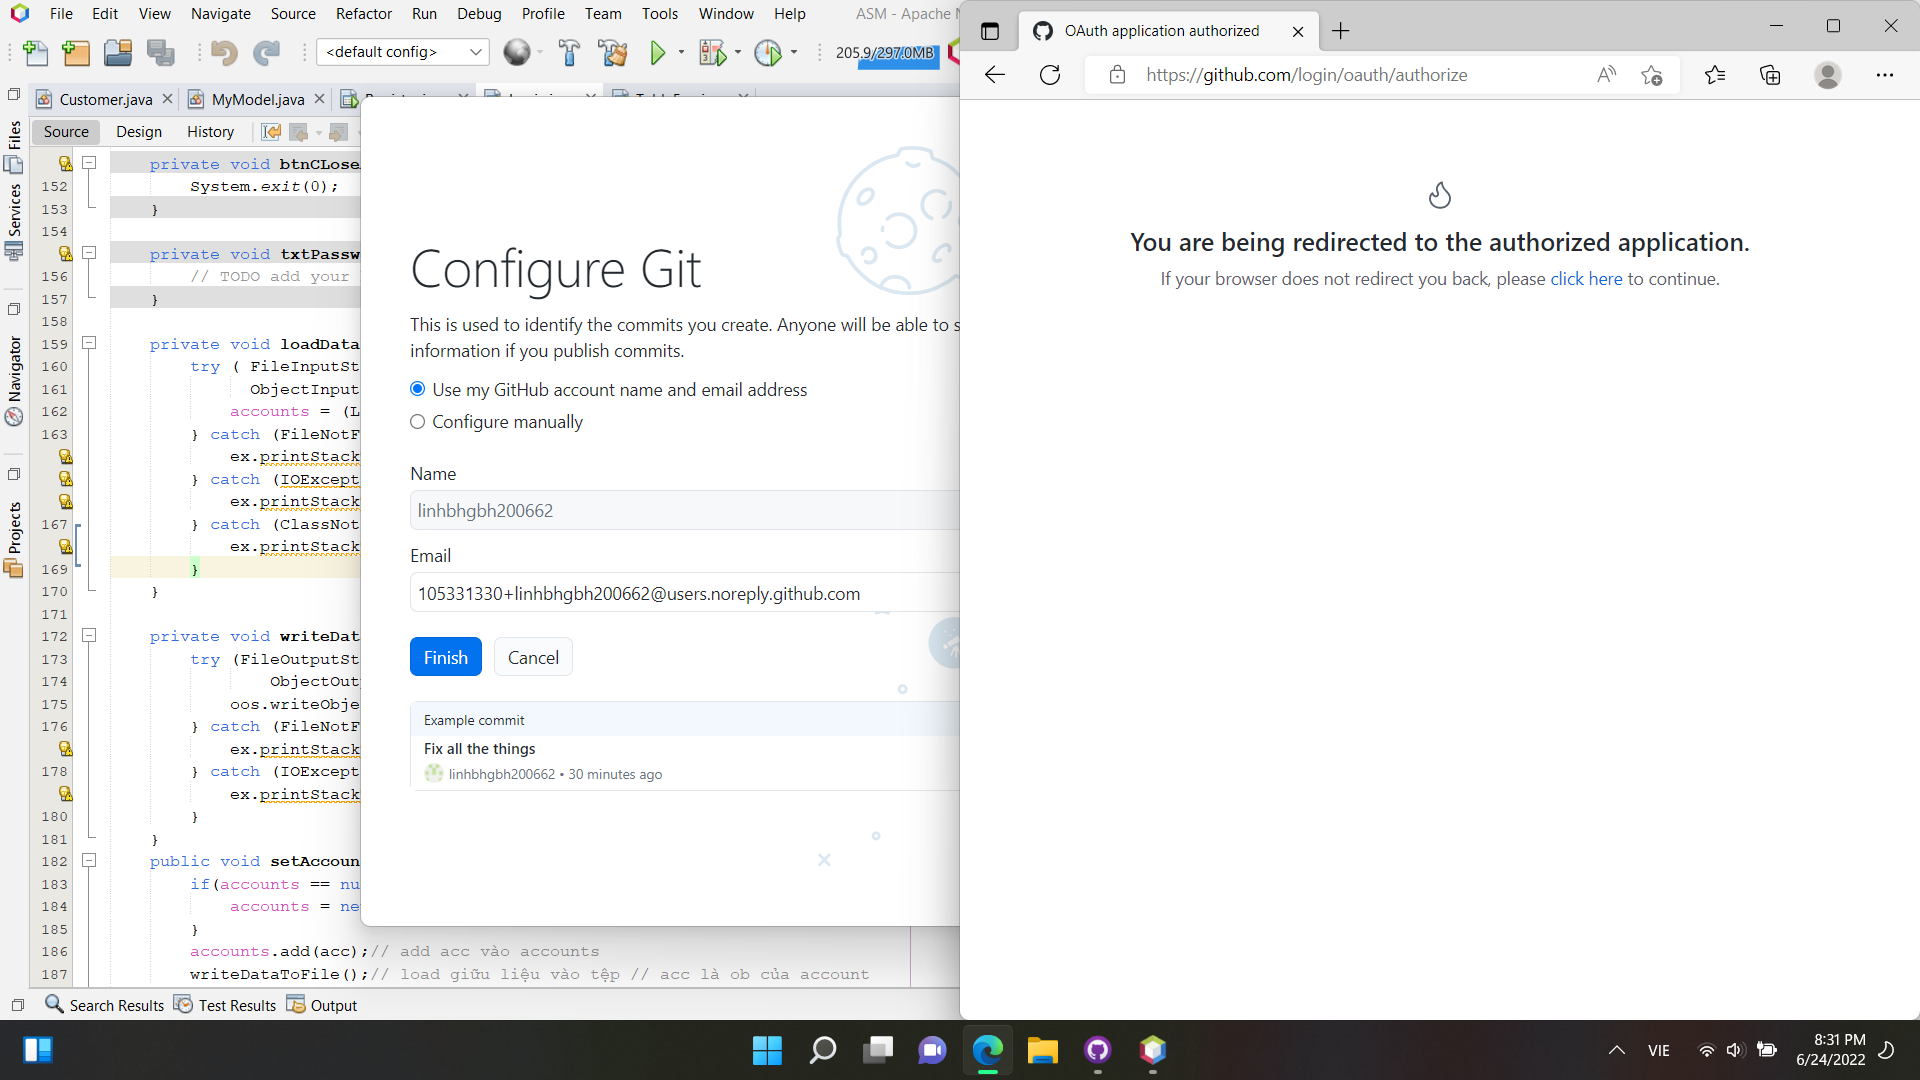 File Edit View Navigate Source Refactor Run Debug Profile Team Tools Window Help ASM - Apache N
<default config>
205.9/297.0MB
Customer.java MyModel.java
Source Design History
Files
Services
Navigator
Projects
private void btnCLose
152 System.exit(0);
153 }
154
private void txtPassw
156 // TODO add your
157 }
158
159 private void loadData
160 try ( FileInputSt
161 ObjectInput
162 accounts = (L
163 } catch (FileNotF
ex.printStack
} catch (IOExcept
ex.printStack
167 } catch (ClassNot
ex.printStack
169 }
170 }
171
172 private void writeDat
173 try (FileOutputSt
174 ObjectOut
175 oos.writeObje
176 } catch (FileNotF
ex.printStack
178 } catch (IOExcept
ex.printStack
180 }
181 }
182 public void setAccoun
183 if(accounts == nu
184 accounts = ne
185 }
186 accounts.add(acc);// add acc vào accounts
187 writeDataToFile();// load giữu liệu vào tệp // acc là ob của account
Search Results Test Results Output
Configure Git
This is used to identify the commits you create. Anyone will be able to s
information if you publish commits.
Use my GitHub account name and email address
Configure manually
Name
linhbhgbh200662
Email
105331330+linhbhgbh200662@users.noreply.github.com
Finish Cancel
Example commit
Fix all the things
linhbhgbh200662 • 30 minutes ago
OAuth application authorized
https://github.com/login/oauth/authorize
You are being redirected to the authorized application.
If your browser does not redirect you back, please click here to continue.
VIE
8:31 PM
6/24/2022